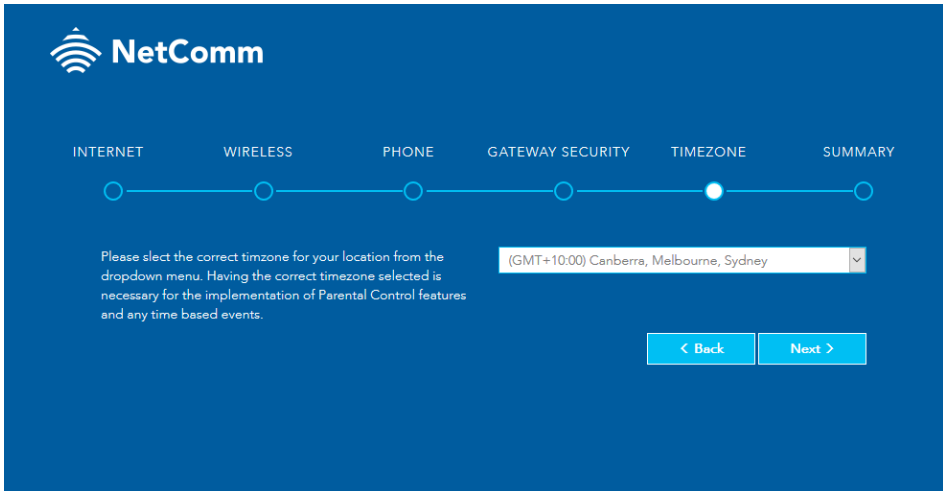 NetComm
INTERNET WIRELESS PHONE GATEWAY SECURITY TIMEZONE SUMMARY
Please slect the correct timzone for your location from the
dropdown menu. Having the correct timezone selected is
necessary for the implementation of Parental Control features
and any time based events.
(GMT+10:00) Canberra, Melbourne, Sydney
< Back Next >